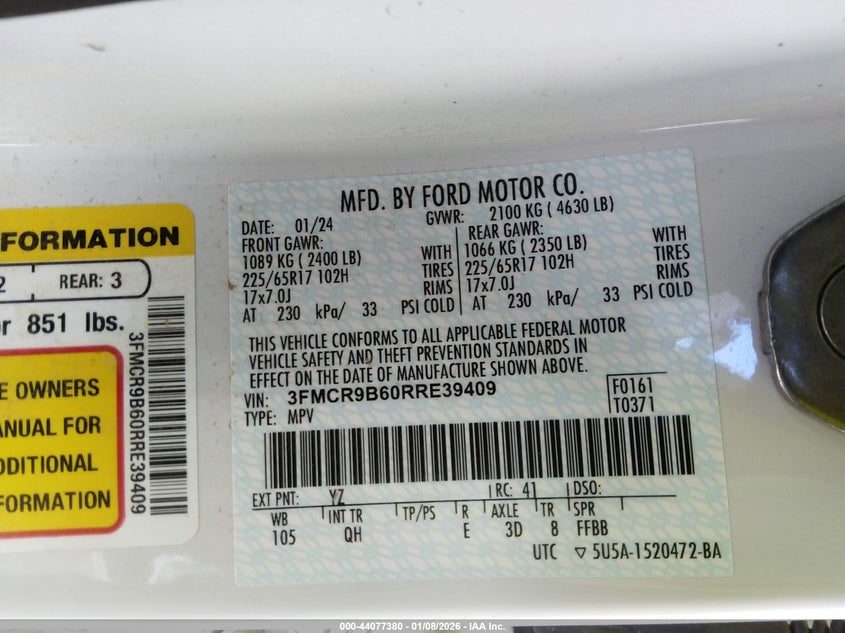 FORMATION
2 REAR: 3
or 851 lbs.
E OWNERS
ANUAL FOR
DDITIONAL
FORMATION
3FMCR9B60RRE39409
MFD. BY FORD MOTOR CO.
DATE: 01/24 GVWR: 2100 KG ( 4630 LB)
FRONT GAWR: WITH REAR GAWR: WITH
1089 KG ( 2400 LB) TIRES 1066 KG ( 2350 LB) TIRES
225/65R17 102H RIMS 225/65R17 102H RIMS
17x7.0J 17x7.0J
AT 230 kPa/ 33 PSI COLD AT 230 kPa/ 33 PSI COLD
THIS VEHICLE CONFORMS TO ALL APPLICABLE FEDERAL MOTOR
VEHICLE SAFETY AND THEFT PREVENTION STANDARDS IN
EFFECT ON THE DATE OF MANUFACTURE SHOWN ABOVE.
VIN: 3FMCR9B60RRE39409 F0161
TYPE: MPV T0371
EXT PNT: YZ RC: 41 DSO:
WB INT TR TP/PS R AXLE TR SPR
105 QH E 3D 8 FFBB
UTC ▽ 5U5A-1520472-BA
000-44077380 - 01/08/2026 - IAA Inc.